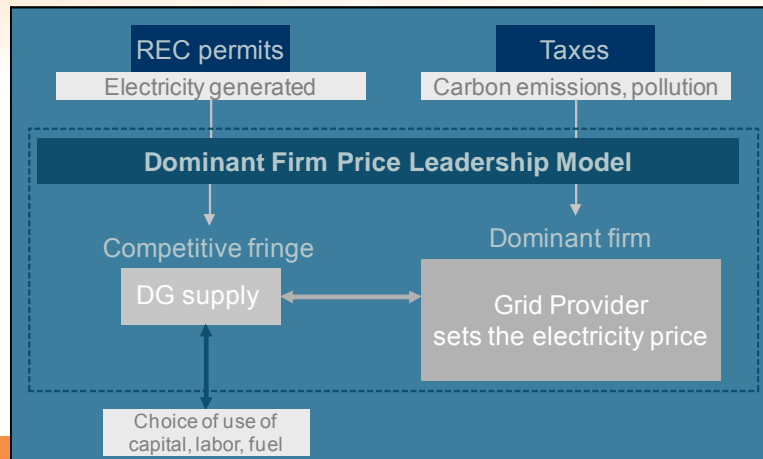 REC permits
Taxes
Electricity generated
Carbon emissions, pollution
Dominant Firm Price Leadership Model
Competitive fringe
Dominant firm
DG supply
Grid Provider
sets the electricity price
Choice of use of
capital, labor, fuel